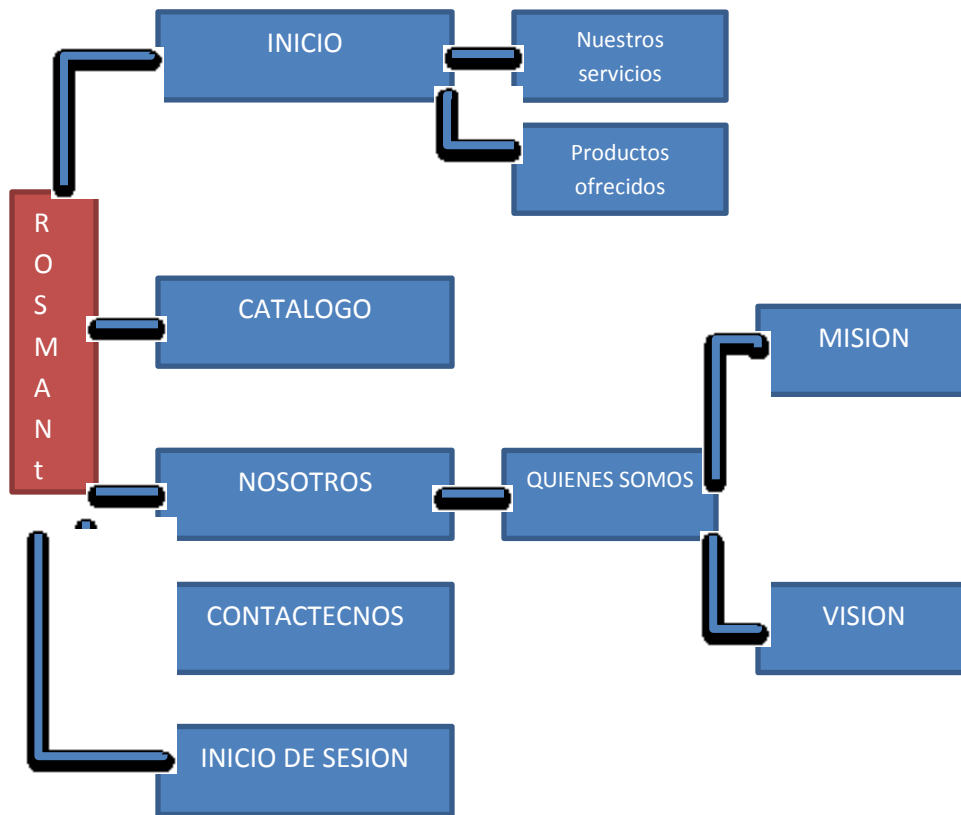 INICIO
Nuestros
servicios
Productos
ofrecidos
R
O
S
M
A
N
t
CATALOGO
MISION
NOSOTROS
QUIENES SOMOS
CONTACTECNOS
VISION
INICIO DE SESION